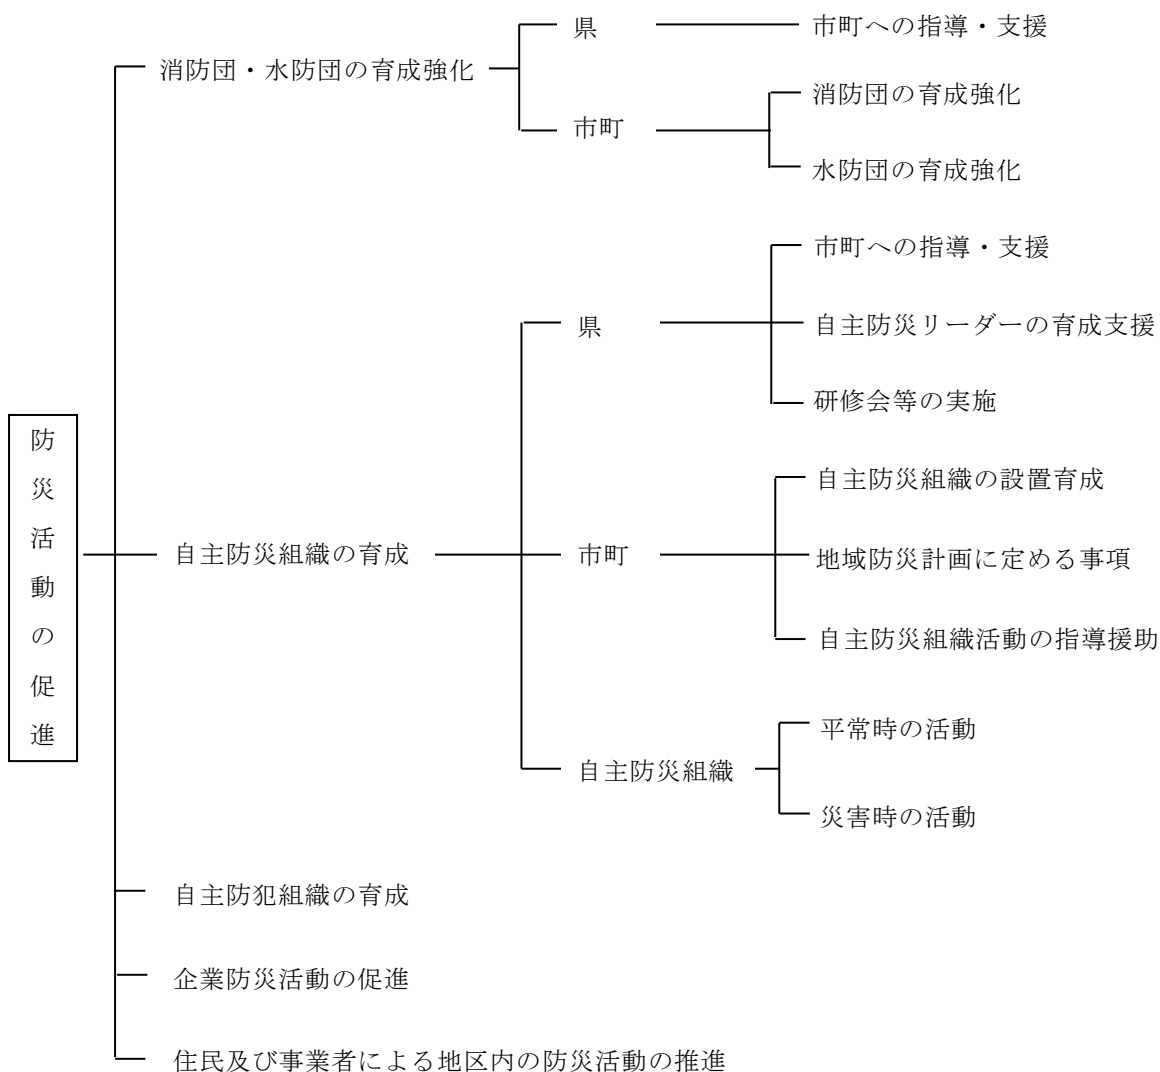 防災活動の促進
消防団・水防団の育成強化
県
市町への指導・支援
市町
消防団の育成強化
水防団の育成強化
自主防災組織の育成
県
市町への指導・支援
自主防災リーダーの育成支援
研修会等の実施
市町
自主防災組織の設置育成
地域防災計画に定める事項
自主防災組織活動の指導援助
自主防災組織
平常時の活動
災害時の活動
自主防犯組織の育成
企業防災活動の促進
住民及び事業者による地区内の防災活動の推進